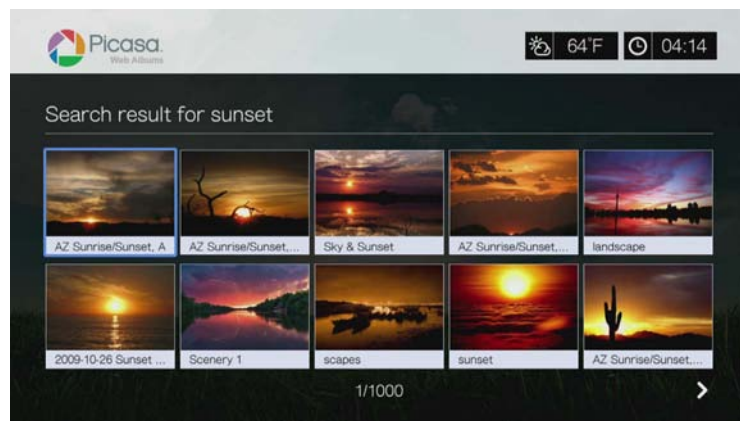 Picasa.
Web Albums
64°F
04:14
Search result for sunset
AZ Sunrise/Sunset, A
AZ Sunrise/Sunset,...
Sky & Sunset
AZ Sunrise/Sunset,...
landscape
2009-10-26 Sunset ...
Scenery 1
scapes
sunset
AZ Sunrise/Sunset,...
1/1000